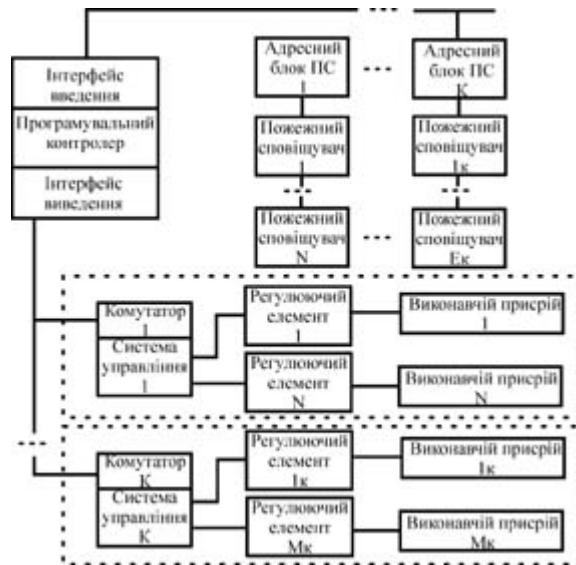 Інтерфейс
введення
Програмувальний
контролер
Інтерфейс
виведення
Адресний
блок ПС
1
Адресний
блок ПС
К
Пожежний
сповіщувач
1
Пожежний
сповіщувач
1к
Пожежний
сповіщувач
N
Пожежний
сповіщувач
Ек
Комутатор
1
Система
управління
1
Регулюючий
елемент
1
Виконавчій присрій
1
Регулюючий
елемент
N
Виконавчій присрій
N
Комутатор
К
Система
управління
К
Регулюючий
елемент
1к
Виконавчій присрій
1к
Регулюючий
елемент
Мк
Виконавчій присрій
Мк